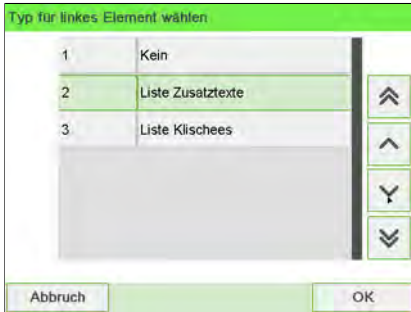 Typ für linkes Element wählen
1 Kein
2 Liste Zusatztexte
3 Liste Klischees
Abbruch OK